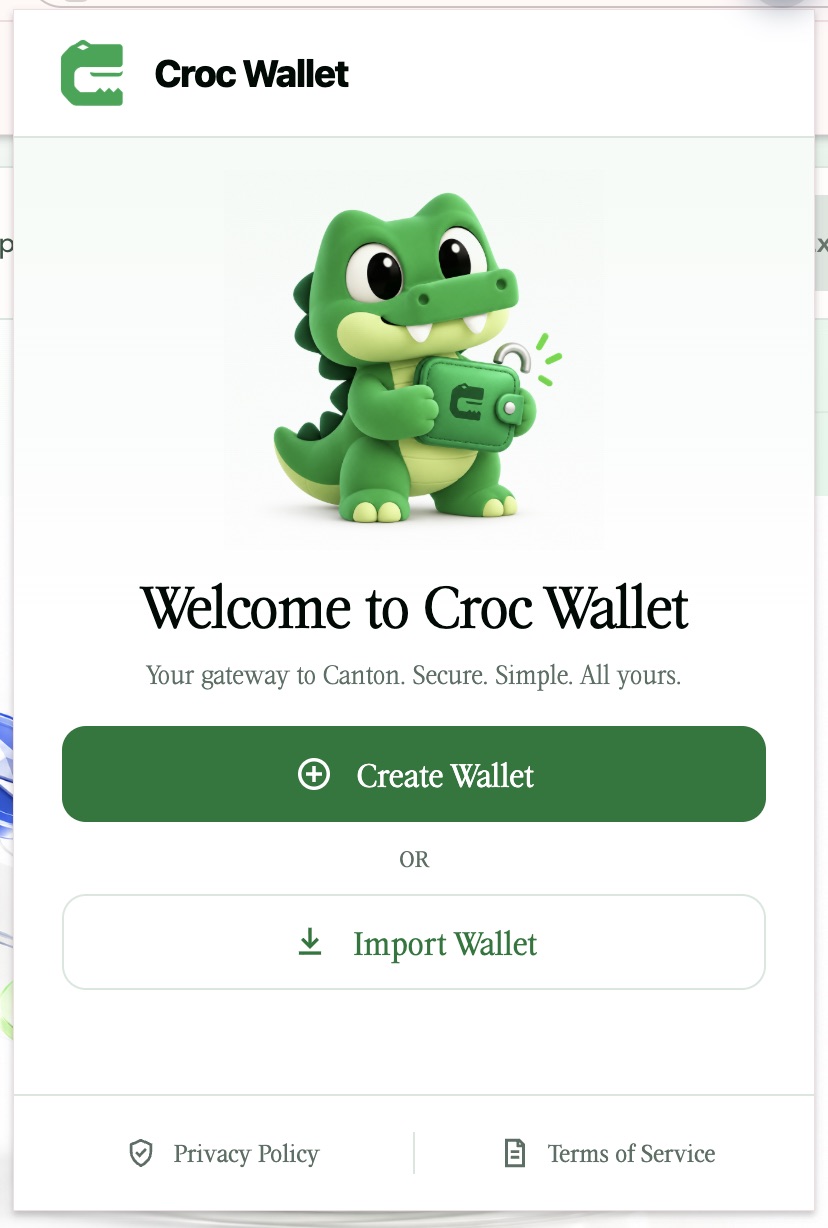 Croc Wallet
Welcome to Croc Wallet
Your gateway to Canton. Secure. Simple. All yours.
Create Wallet
OR
Import Wallet
Privacy Policy
Terms of Service